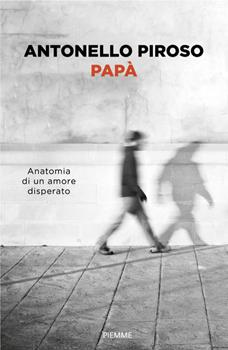 ANTONELLO PIROSO
PAPÀ
Anatomia
di un amore
disperato
PIEMME